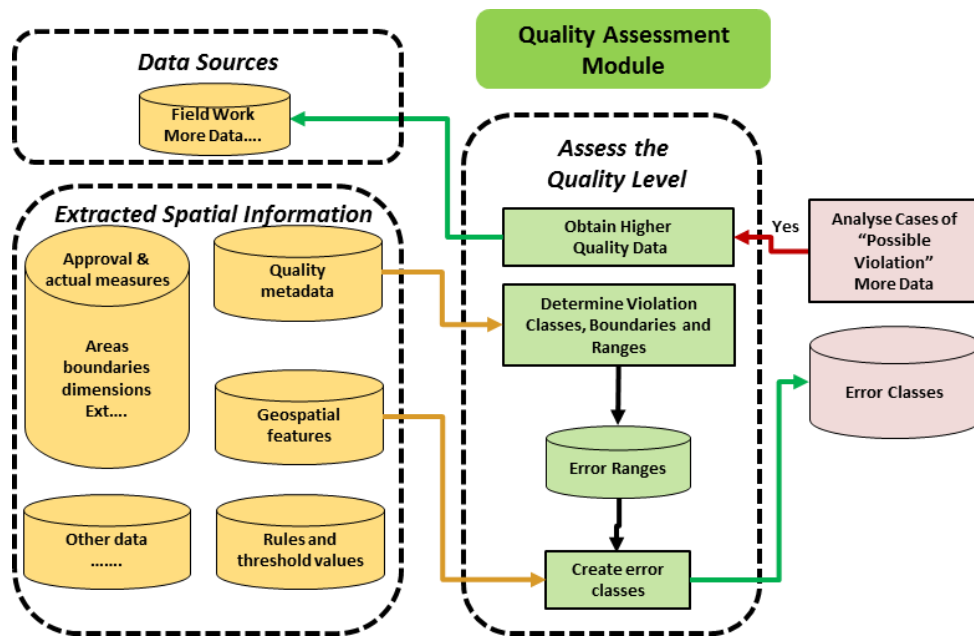 Quality Assessment
Module
Data Sources
Field Work
More Data....
Extracted Spatial Information
Approval &
actual measures
Areas
boundaries
dimensions
Ext....
Quality
metadata
Geospatial
features
Other data
.......
Rules and
threshold values
Assess the
Quality Level
Obtain Higher
Quality Data
Determine Violation
Classes, Boundaries and
Ranges
Error Ranges
Create error
classes
Yes
Analyse Cases of
“Possible
Violation”
More Data
Error Classes